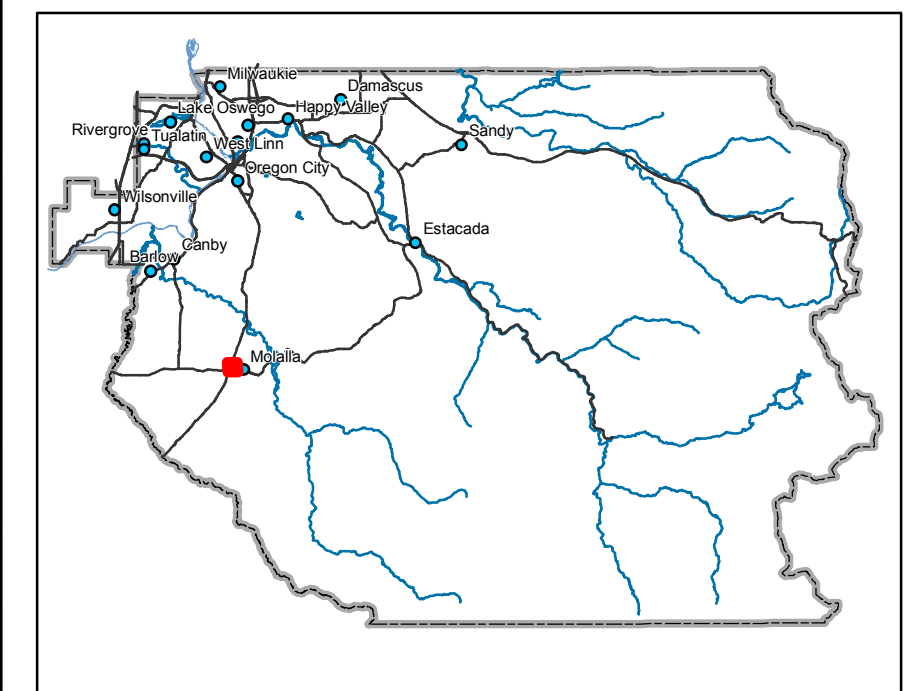 Milwaukie
Damascus
Lake Oswego
Happy Valley
Rivergrove
Tualatin
West Linn
Sandy
Oregon City
Wilsonville
Estacada
Canby
Barlow
Molalla